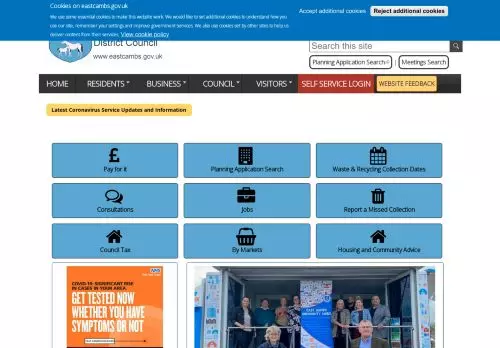 Cookies on eastcambs.gov.uk
We use some essential cookies to make this website work. We would like to set additional cookies to understand how you
use our site, remember your settings and improve government services. We also use cookies set by other sites to help us
deliver content from their services. View cookie policy
Accept additional cookies
Reject additional cookies
District Council
www.eastcambs.gov.uk
Search this site
Planning Application Search
| Meetings Search
HOME RESIDENTS BUSINESS COUNCIL VISITORS SELF SERVICE LOGIN WEBSITE FEEDBACK
Latest Coronavirus Service Updates and Information
Pay for it
Planning Application Search
Waste & Recycling Collection Dates
Consultations
Jobs
Report a Missed Collection
Council Tax
By Markets
Housing and Community Advice
NHS
COVID-19: SIGNIFICANT RISE
IN CASES IN YOUR AREA.
GET TESTED NOW
WHETHER YOU HAVE
SYMPTOMS OR NOT